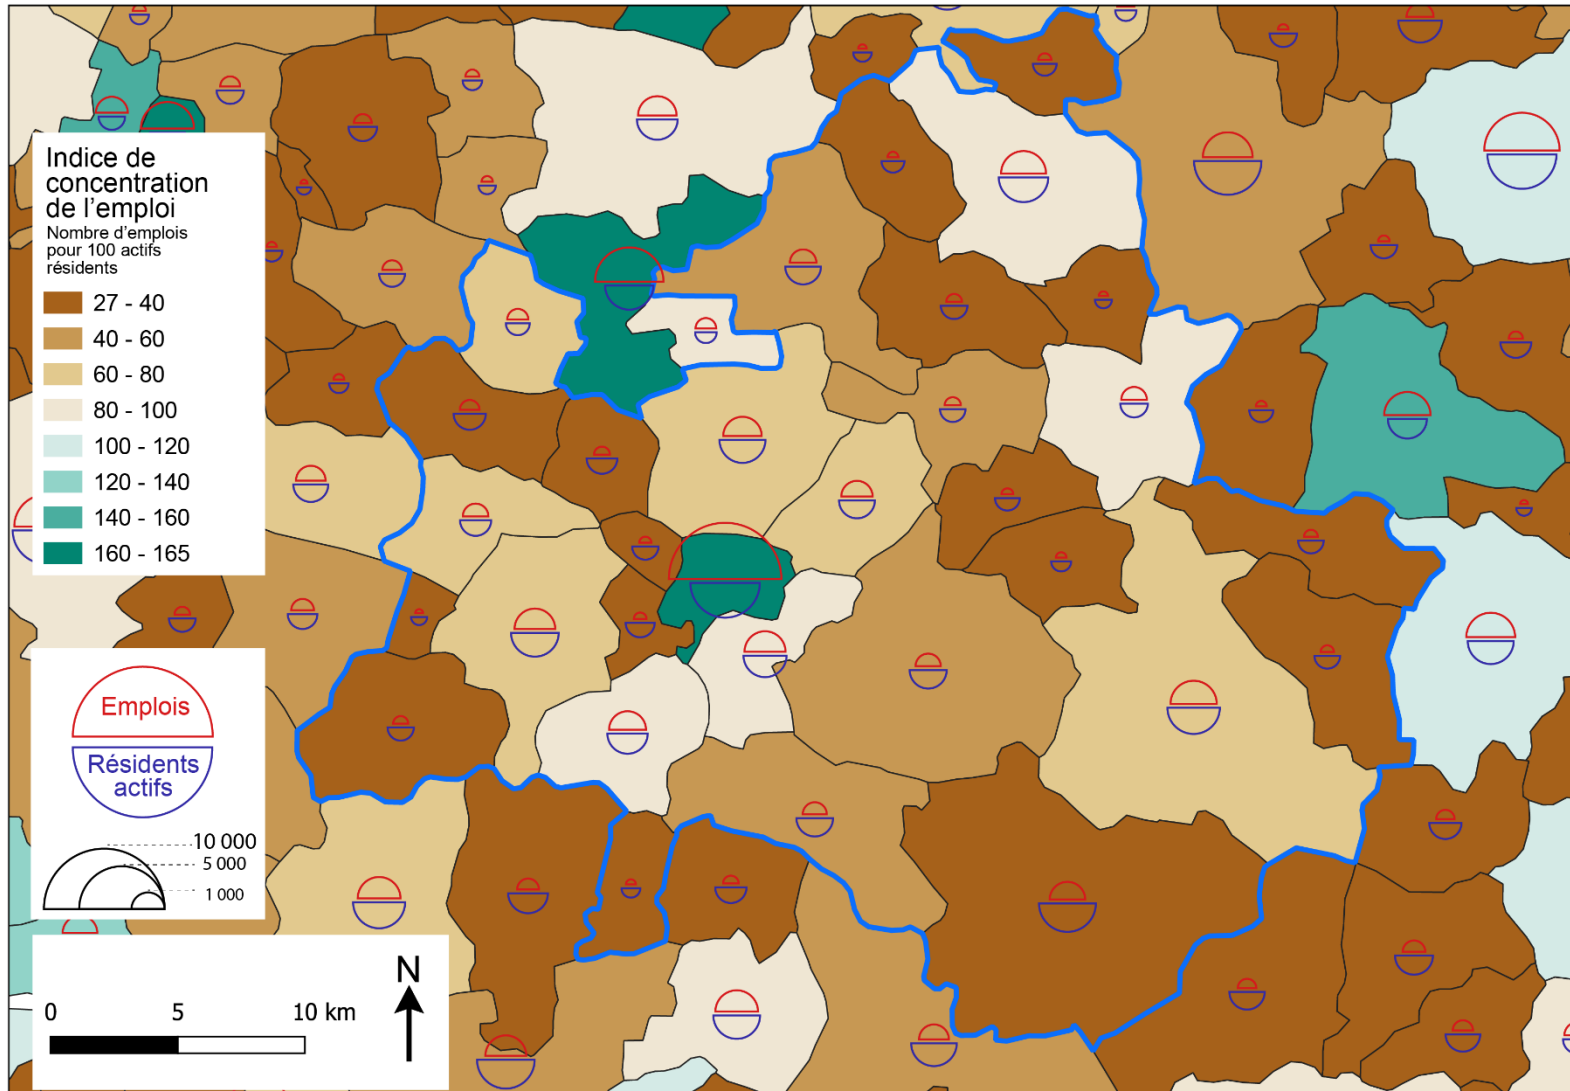 Indice de
concentration
de l’emploi
Nombre d’emplois
pour 100 actifs
résidents
27 - 40
40 - 60
60 - 80
80 - 100
100 - 120
120 - 140
140 - 160
160 - 165
Emplois
Résidents
actifs
10 000
5 000
1 000
N
0 5 10 km